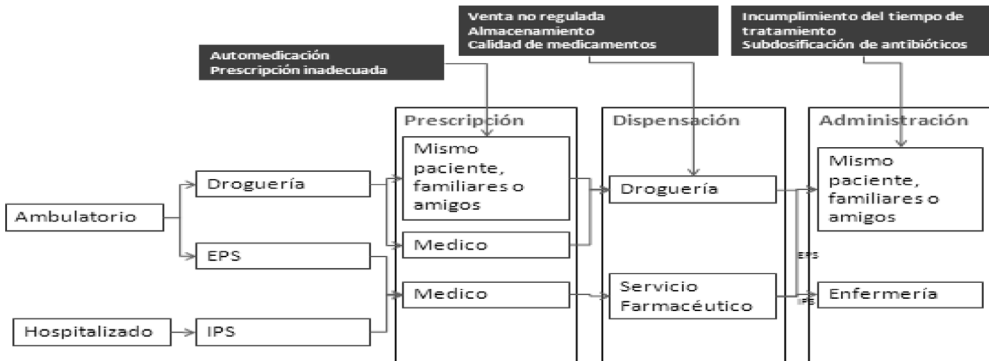 Venta no regulada
Almacenamiento
Calidad de medicamentos
Incumplimiento del tiempo de
tratamiento
Subdosificación de antibióticos
Automedicación
Prescripción inadecuada
Prescripción
Dispensación
Administración
Mismo
paciente,
familiares o
amigos
Droguería
Droguería
Mismo
paciente,
familiares o
amigos
Ambulatorio
EPS
Medico
EPS
Medico
Servicio
Farmacéutico
IPS
Enfermería
Hospitalizado
IPS